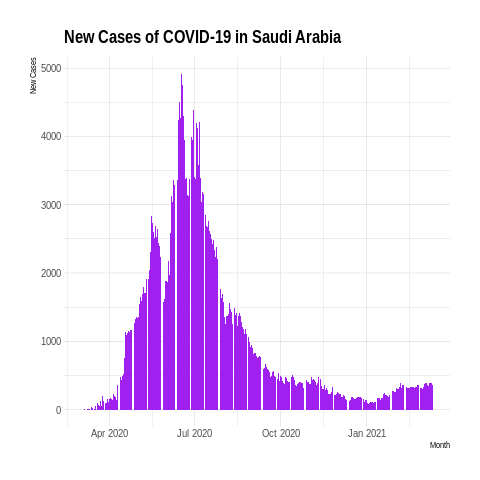 New Cases of COVID-19 in Saudi Arabia
New Cases
5000
4000
3000
2000
1000
0
Apr 2020 Jul 2020 Oct 2020 Jan 2021
Month